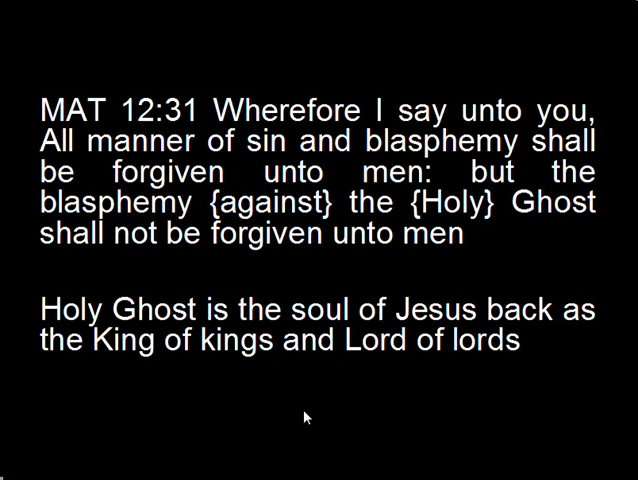 MAT 12:31 Wherefore I say unto you,
All manner of sin and blasphemy shall
be forgiven unto men: but the
blasphemy {against} the {Holy} Ghost
shall not be forgiven unto men
Holy Ghost is the soul of Jesus back as
the King of kings and Lord of lords